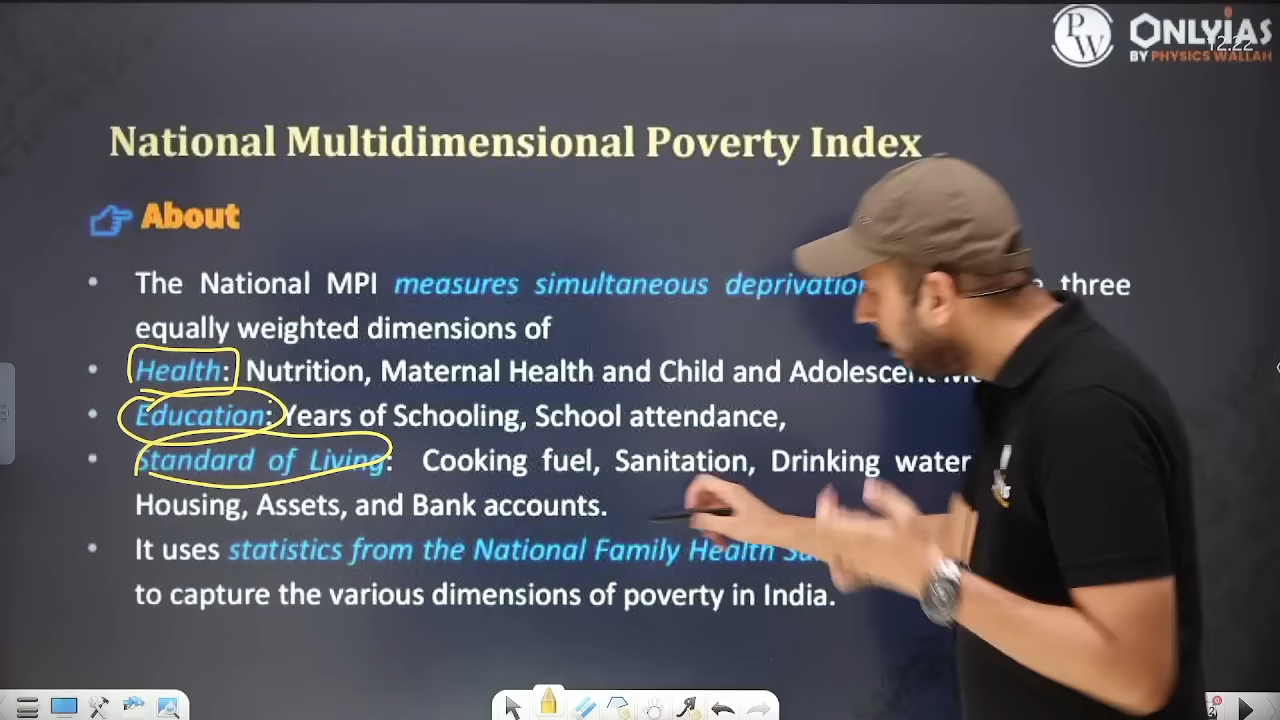 PW ONLYIAS
12:22
BY PHYSICS WALLAH
National Multidimensional Poverty Index
About
• The National MPI measures simultaneous three
equally weighted dimensions of
• Health: Nutrition, Maternal Health and Child and
• Education: Years of Schooling, School attendance,
• Standard of Living: Cooking fuel, Sanitation, Drinking water
Housing, Assets, and Bank accounts.
• It uses statistics from the National Family Health
to capture the various dimensions of poverty in India.